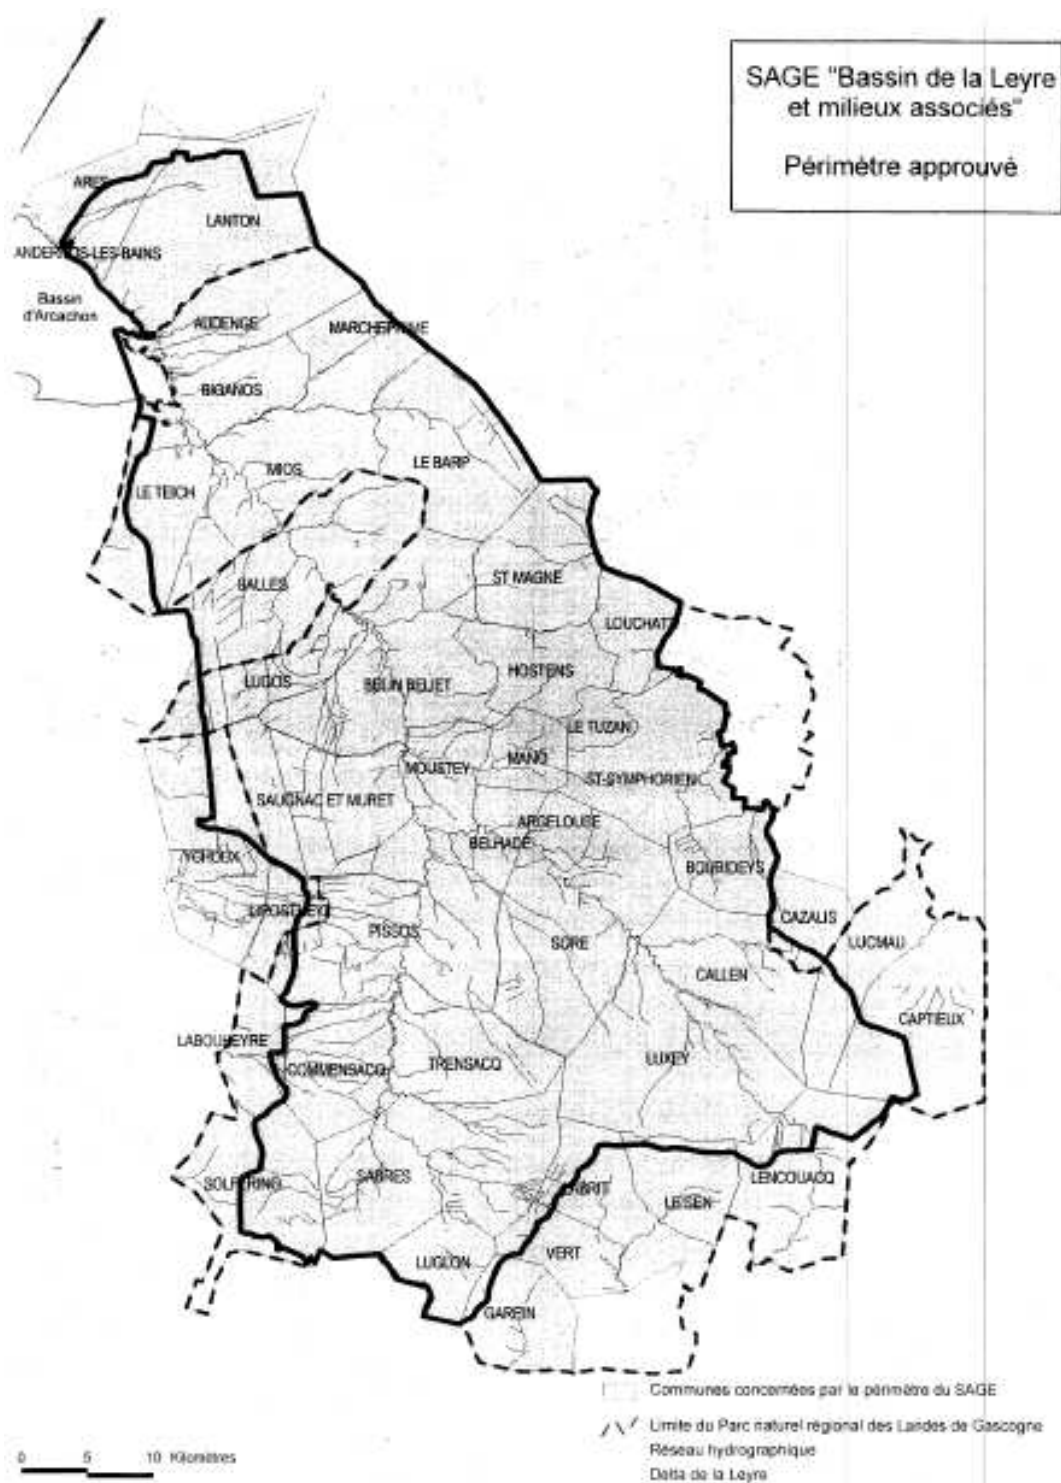 SAGE "Bassin de la Leyre
et milieux associés"
Périmètre approuvé
ARES
LANTON
ANDERNOS-LES-BAINS
Bassin
d'Arcachon
AUDENGE
MARCHEPRIME
BIGANOS
MIOS
LE BARP
LE TEICH
SALLES
ST MAGNE
LOUCHATS
HOSTENS
LUGOS
BELIN BELIET
LE TUZAN
MANO
MOUSTEY
ST-SYMPHORIEN
SAUGNAC ET MURET
ARGELOUSE
BELHADE
YCHOUX
BOURIDEYS
LIPOSTHEY
CAZALIS
PISSOS
SORE
LUCMAU
CALLEN
CAPTIEUX
LABOUHEYRE
COMMENSACQ
TRENSACQ
LUXEY
SOLFERINO
SABRES
LABRIT
LE SEN
LENCOUACQ
LUGLON
VERT
GAREIN
Communes concernées par le périmètre du SAGE
Limite du Parc naturel régional des Landes de Gascogne
Réseau hydrographique
Delta de la Leyre
0 5 10 Kilomètres